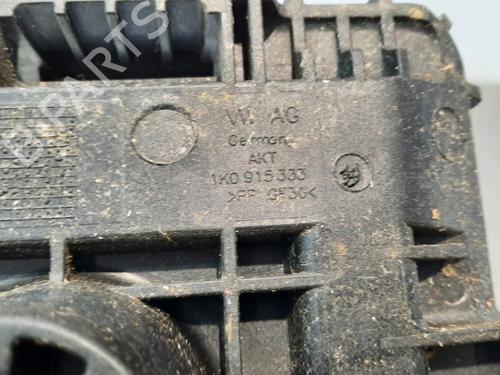 VW AG
Germany
AKT
1K0 915 333
>PP GF30<
B-PARTS